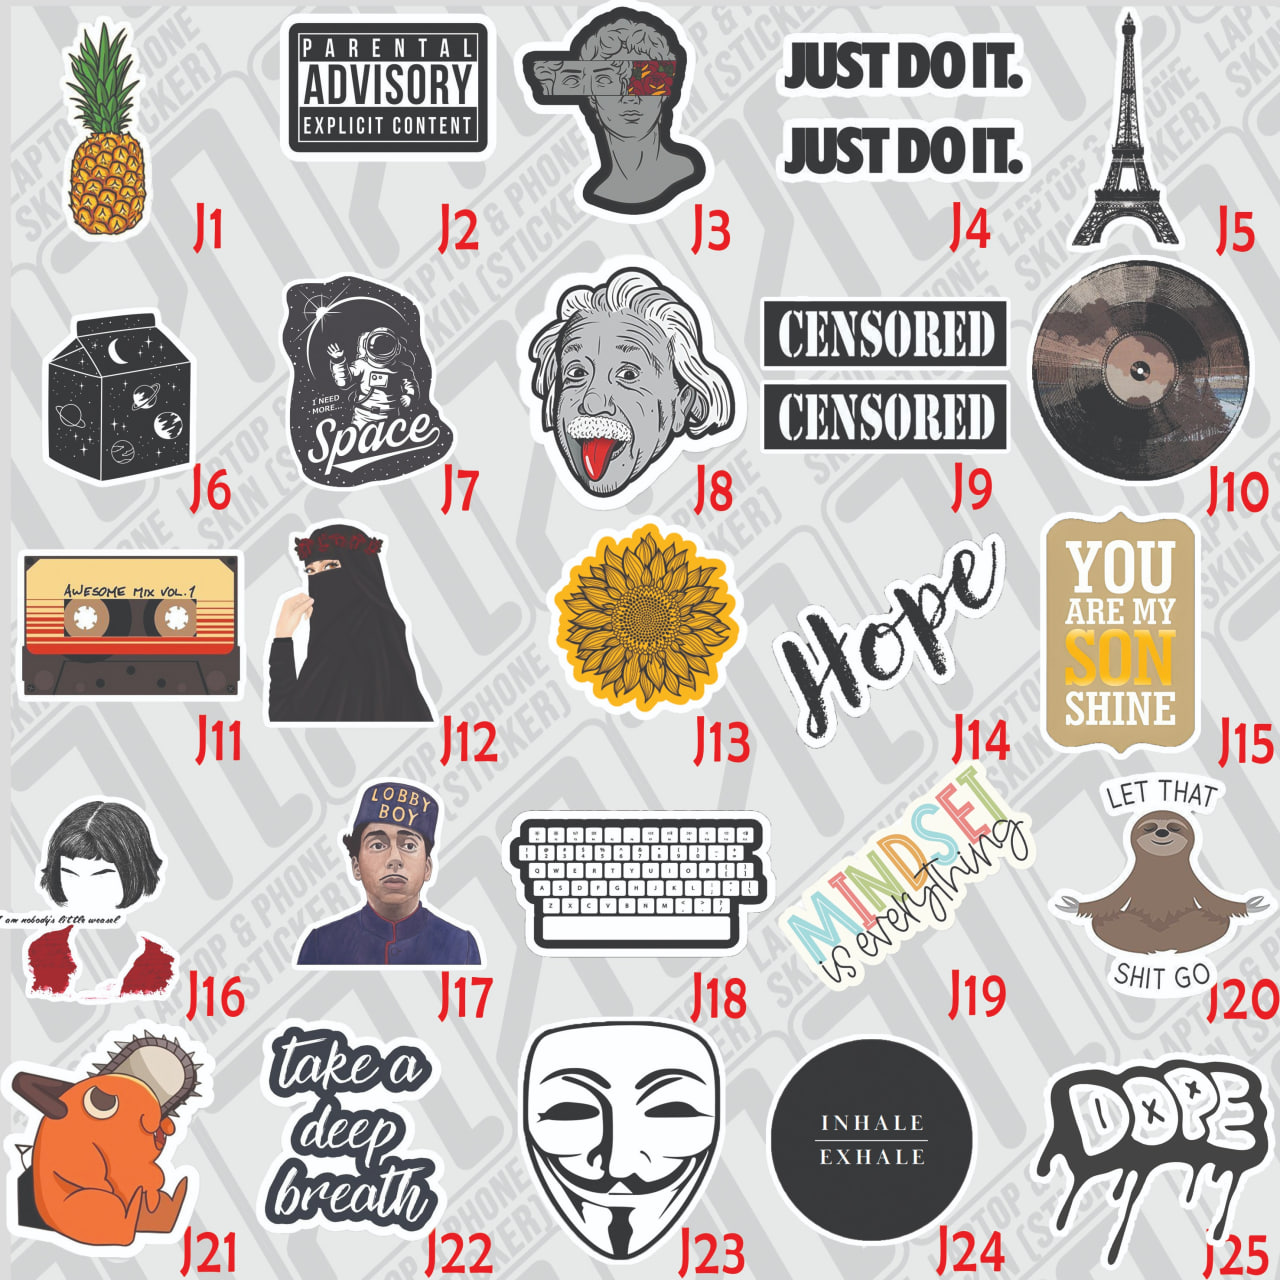 PARENTAL
ADVISORY
EXPLICIT CONTENT
JUST DO IT.
JUST DO IT.
J1
J2
J3
J4
J5
I NEED
MORE...
Space
CENSORED
CENSORED
J6
J7
J8
J9
J10
AWESOME MIX VOL.1
Hope
YOU
ARE MY
SON
SHINE
J11
J12
J13
J14
J15
I am nobody's little weasel
LOBBY
BOY
Q W E R T Y U I O P
A S D F G H J K L
Z X C V B N M
MINDSET
is everything
LET THAT
SHIT GO
J16
J17
J18
J19
J20
take a
deep
breath
INHALE
EXHALE
DOPE
J21
J22
J23
J24
J25
LAPTOP & PHONE
SKIN [STICKER]